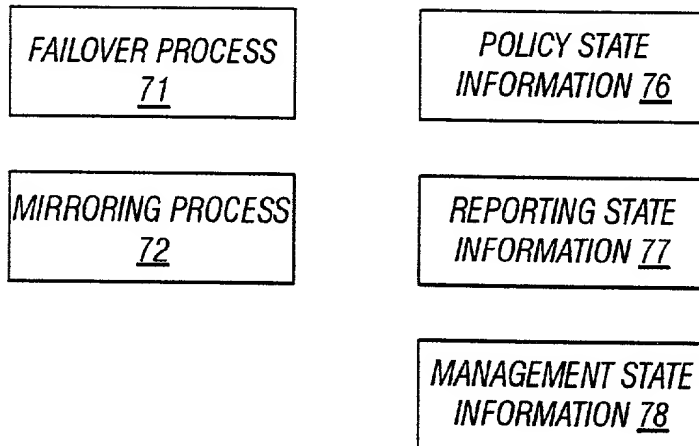 FAILOVER PROCESS
71
POLICY STATE
INFORMATION 76
MIRRORING PROCESS
72
REPORTING STATE
INFORMATION 77
MANAGEMENT STATE
INFORMATION 78